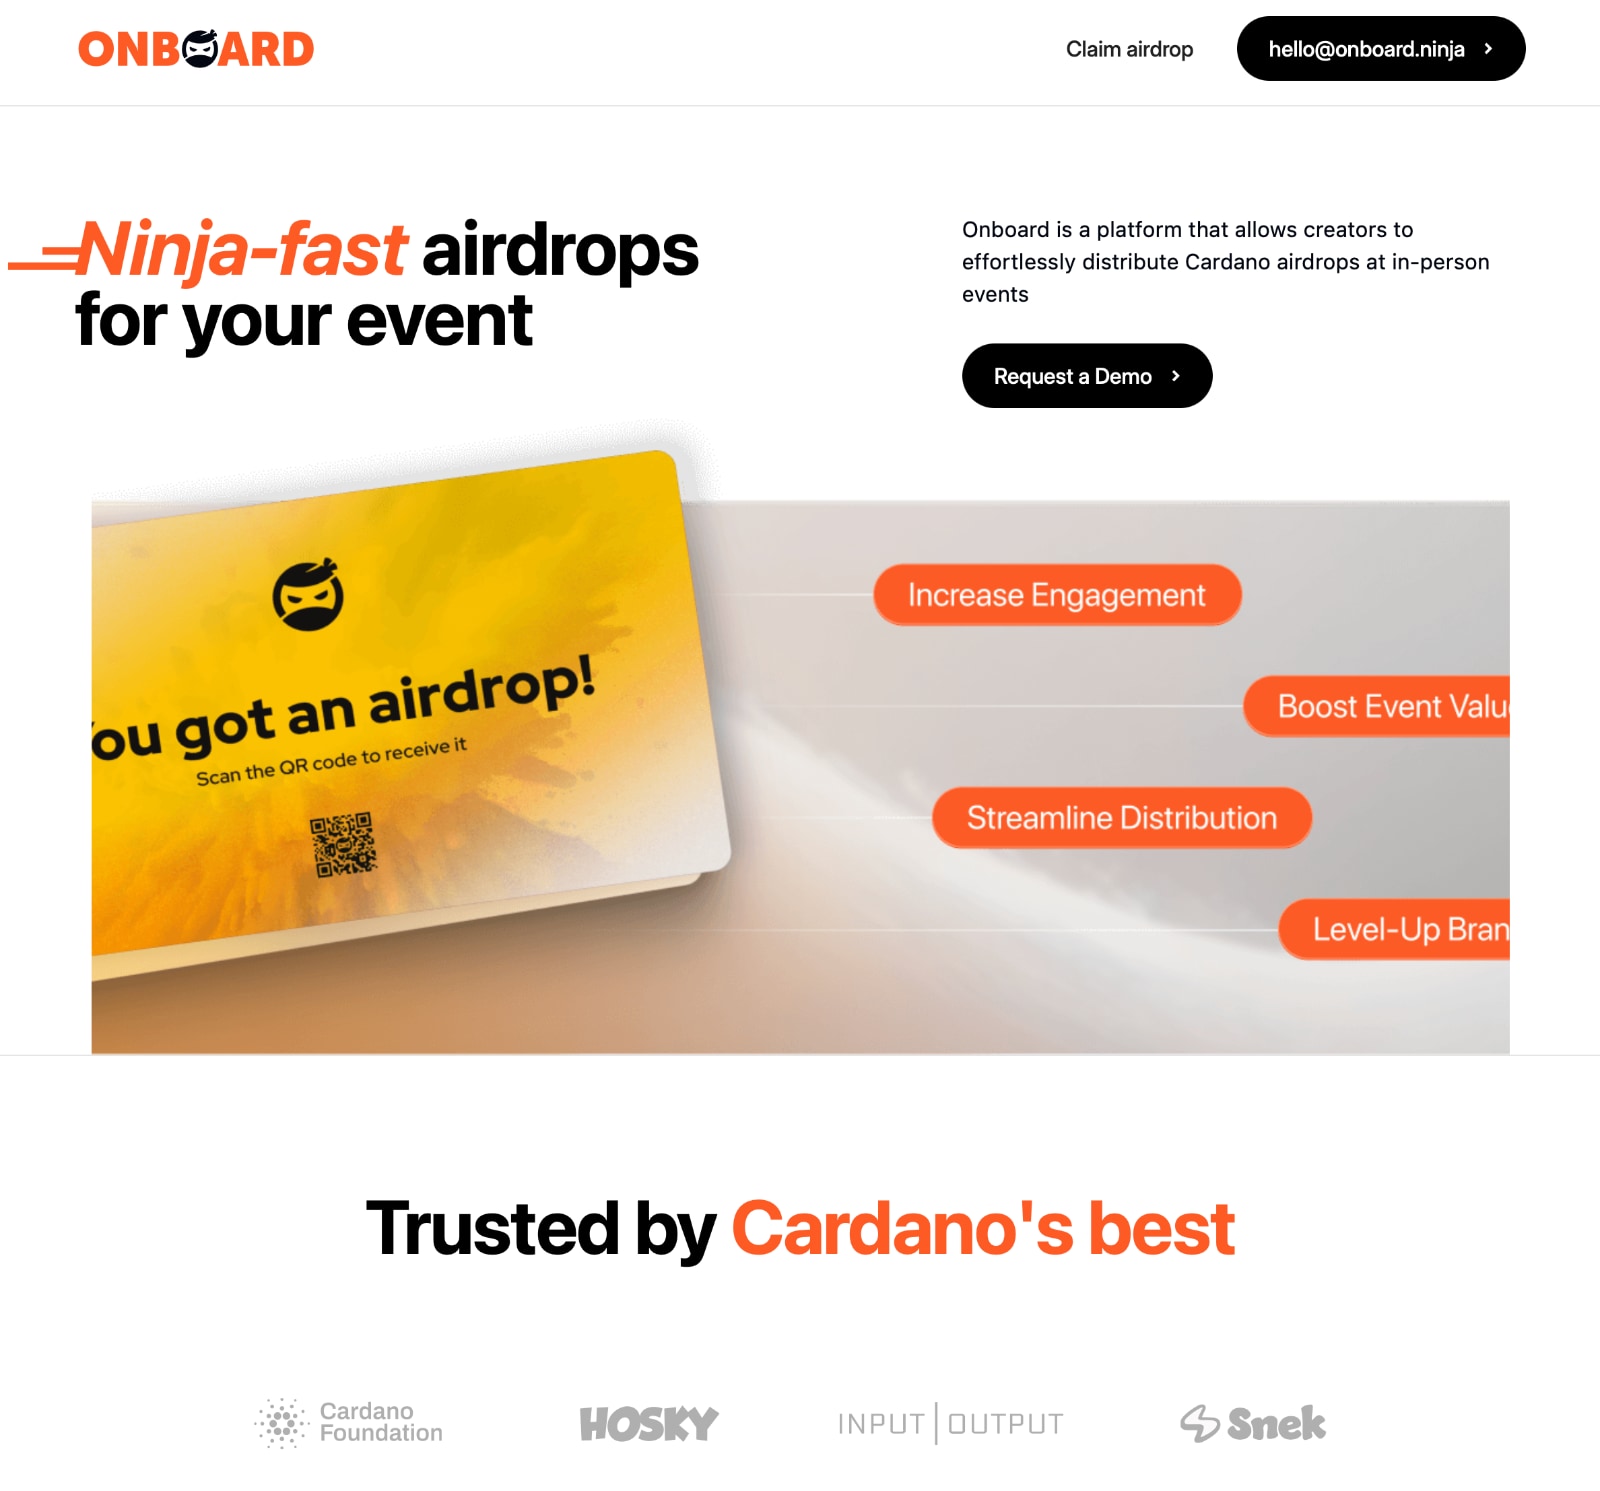 ONBOARD
Claim airdrop
hello@onboard.ninja
Ninja-fast airdrops
for your event
Onboard is a platform that allows creators to
effortlessly distribute Cardano airdrops at in-person
events
Request a Demo
You got an airdrop!
Scan the QR code to receive it
Increase Engagement
Boost Event Valu
Streamline Distribution
Level-Up Bran
Trusted by Cardano's best
Cardano
Foundation
HOSKY
INPUT | OUTPUT
Snek